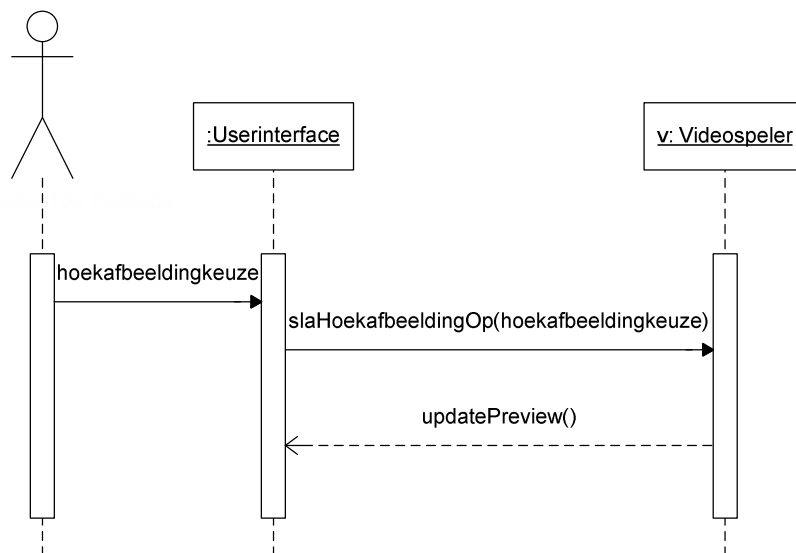 :Userinterface
v: Videospeler
hoekafbeeldingkeuze
slaHoekafbeeldingOp(hoekafbeeldingkeuze)
updatePreview()